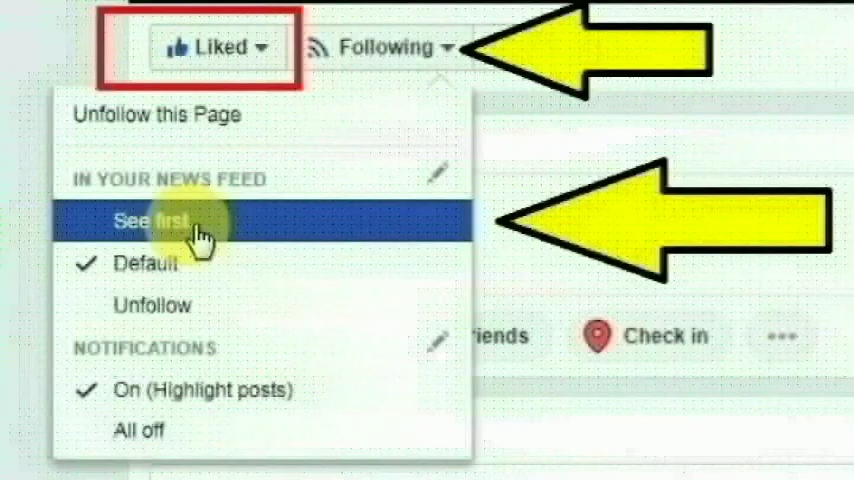 Liked Following
Unfollow this Page
IN YOUR NEWS FEED
See first
Default
Unfollow
riends Check in
NOTIFICATIONS
On (Highlight posts)
All off